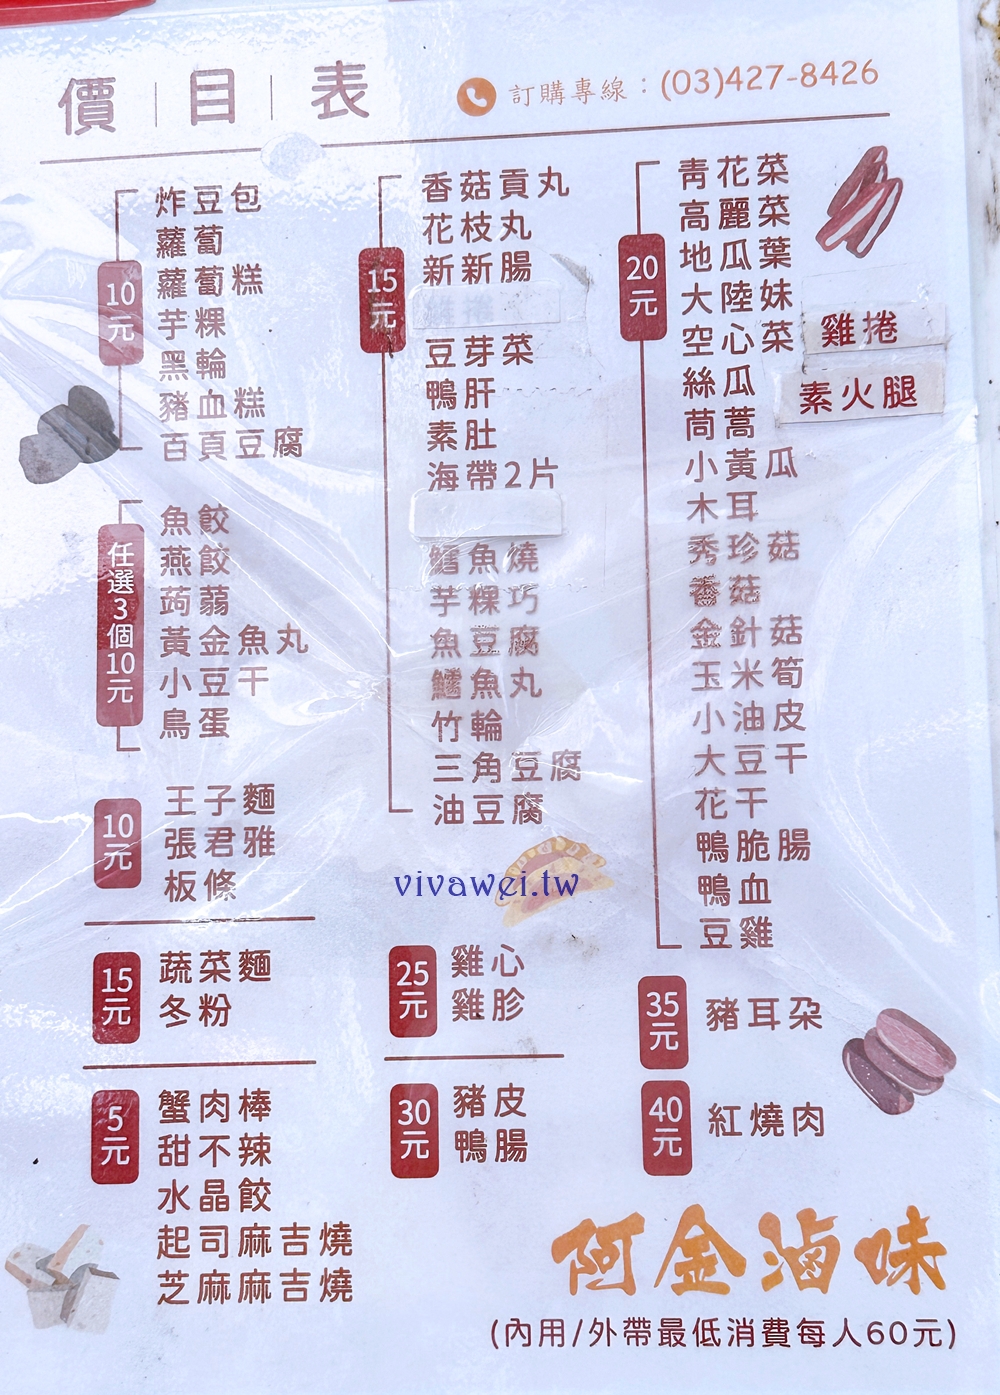 價｜目｜表
訂購專線：(03)427-8426
10元
炸豆包
蘿蔔
蘿蔔糕
芋粿
黑輪
豬血糕
百頁豆腐
任選3個10元
魚餃
燕餃
蒟蒻
黃金魚丸
小豆干
鳥蛋
10元
王子麵
張君雅
板條
15元
蔬菜麵
冬粉
5元
蟹肉棒
甜不辣
水晶餃
起司麻吉燒
芝麻麻吉燒
15元
香菇貢丸
花枝丸
新新腸
雞捲
豆芽菜
鴨肝
素肚
海帶2片
鱈魚燒
芋粿巧
魚豆腐
鱈魚丸
竹輪
三角豆腐
油豆腐
vivawei.tw
25元
雞心
雞胗
30元
豬皮
鴨腸
20元
青花菜
高麗菜
地瓜葉
大陸妹
空心菜
絲瓜
茼蒿
小黃瓜
木耳
秀珍菇
香菇
金針菇
玉米筍
小油皮
大豆干
花干
鴨脆腸
鴨血
豆雞
雞捲
素火腿
35元
豬耳朵
40元
紅燒肉
阿金滷味
(內用/外帶最低消費每人60元)